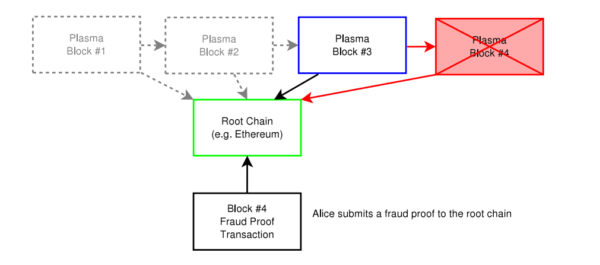 Plasma
Block #1
Plasma
Block #2
Plasma
Block #3
Plasma
Block #4
Root Chain
(e.g. Ethereum)
Block #4
Fraud Proof
Transaction
Alice submits a fraud proof to the root chain